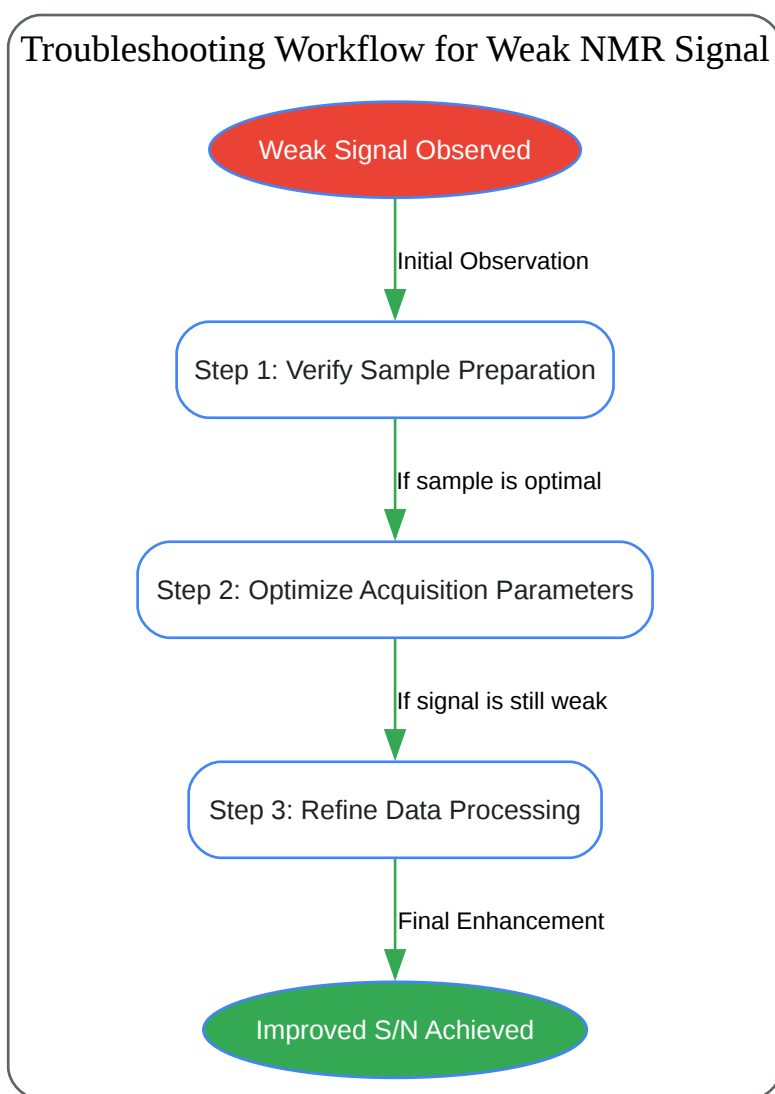 Troubleshooting Workflow for Weak NMR Signal
Weak Signal Observed
Initial Observation
Step 1: Verify Sample Preparation
If sample is optimal
Step 2: Optimize Acquisition Parameters
If signal is still weak
Step 3: Refine Data Processing
Final Enhancement
Improved S/N Achieved